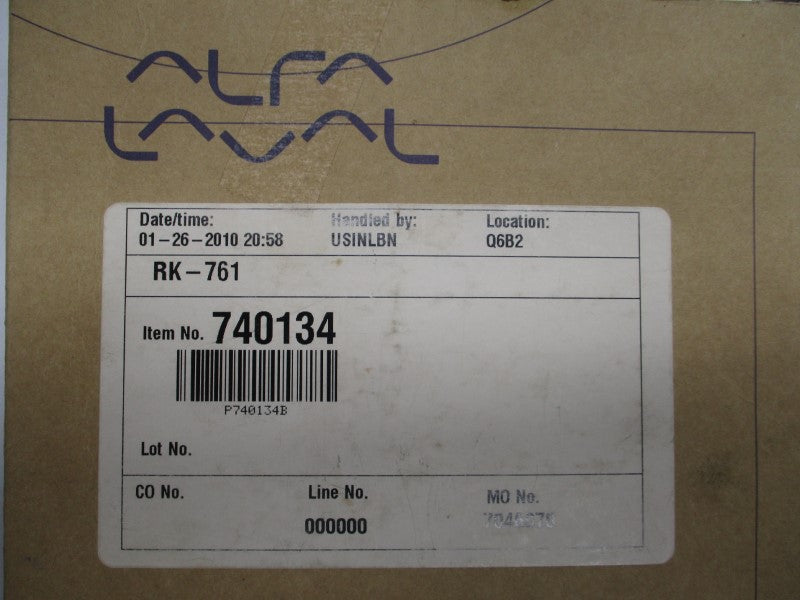 ALFA
LAVAL
Date/time: Handled by: Location:
01-26-2010 20:58 USINLBN Q6B2
RK-761
Item No. 740134
P740134B
Lot No.
CO No. Line No. MO No.
000000